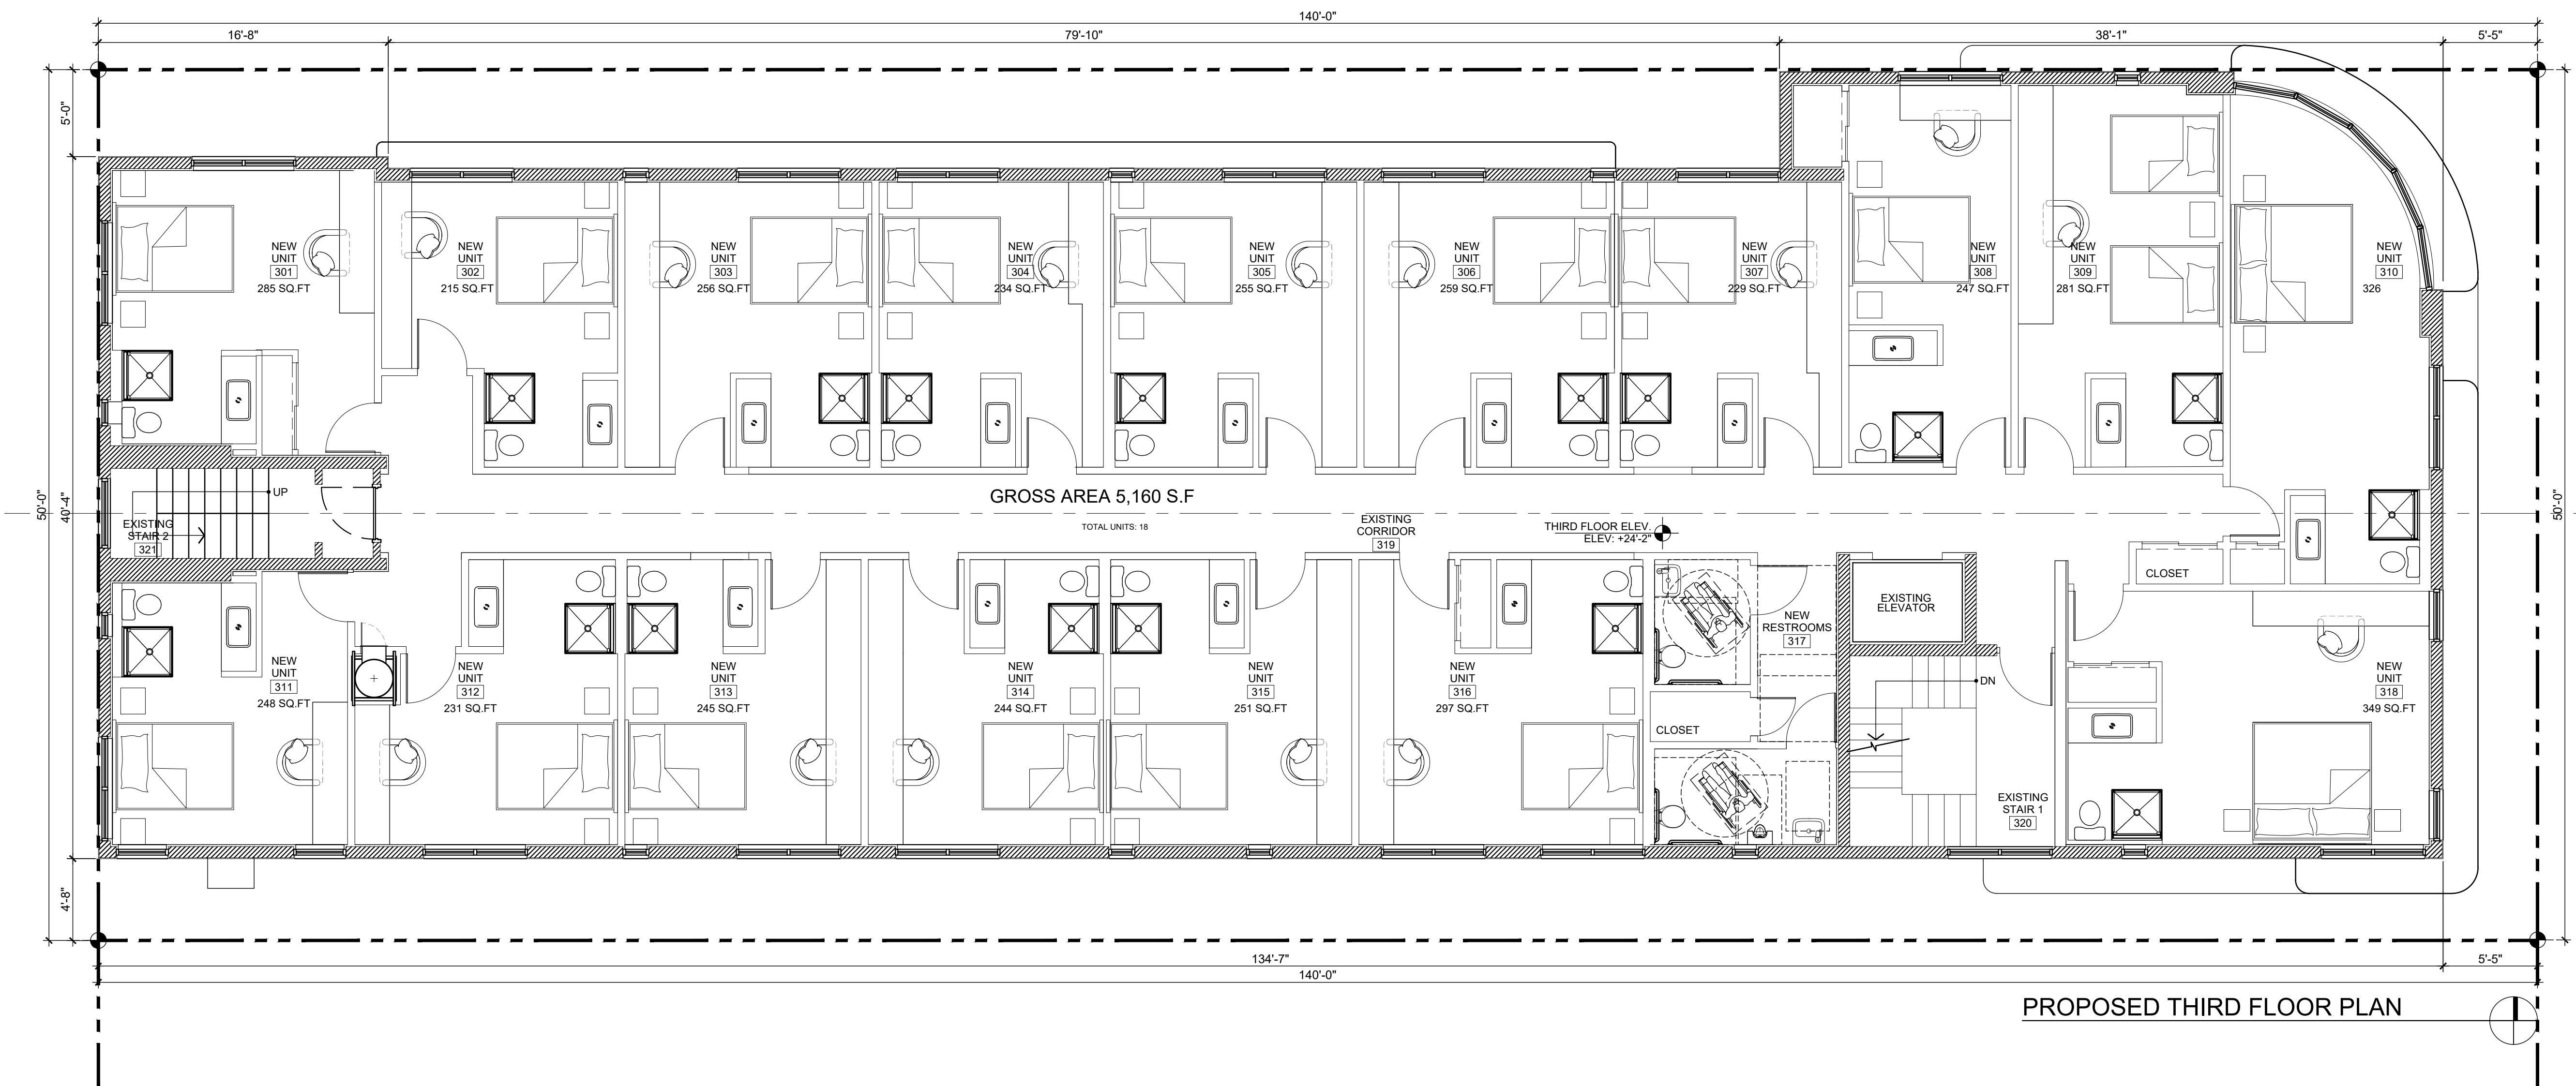 140'-0"
16'-8"
79'-10"
38'-1"
5'-5"
5'-0"
50'-0"
40'-4"
4'-8"
50'-0"
NEW
UNIT
301
285 SQ.FT
NEW
UNIT
302
215 SQ.FT
NEW
UNIT
303
256 SQ.FT
NEW
UNIT
304
234 SQ.FT
NEW
UNIT
305
255 SQ.FT
NEW
UNIT
306
259 SQ.FT
NEW
UNIT
307
229 SQ.FT
NEW
UNIT
308
247 SQ.FT
NEW
UNIT
309
281 SQ.FT
NEW
UNIT
310
326
UP
EXISTING
STAIR 2
321
GROSS AREA 5,160 S.F
TOTAL UNITS: 18
EXISTING
CORRIDOR
319
THIRD FLOOR ELEV.
ELEV: +24'-2"
CLOSET
EXISTING
ELEVATOR
NEW
RESTROOMS
317
NEW
UNIT
311
248 SQ.FT
NEW
UNIT
312
231 SQ.FT
NEW
UNIT
313
245 SQ.FT
NEW
UNIT
314
244 SQ.FT
NEW
UNIT
315
251 SQ.FT
NEW
UNIT
316
297 SQ.FT
CLOSET
DN
EXISTING
STAIR 1
320
NEW
UNIT
318
349 SQ.FT
134'-7"
5'-5"
140'-0"
PROPOSED THIRD FLOOR PLAN